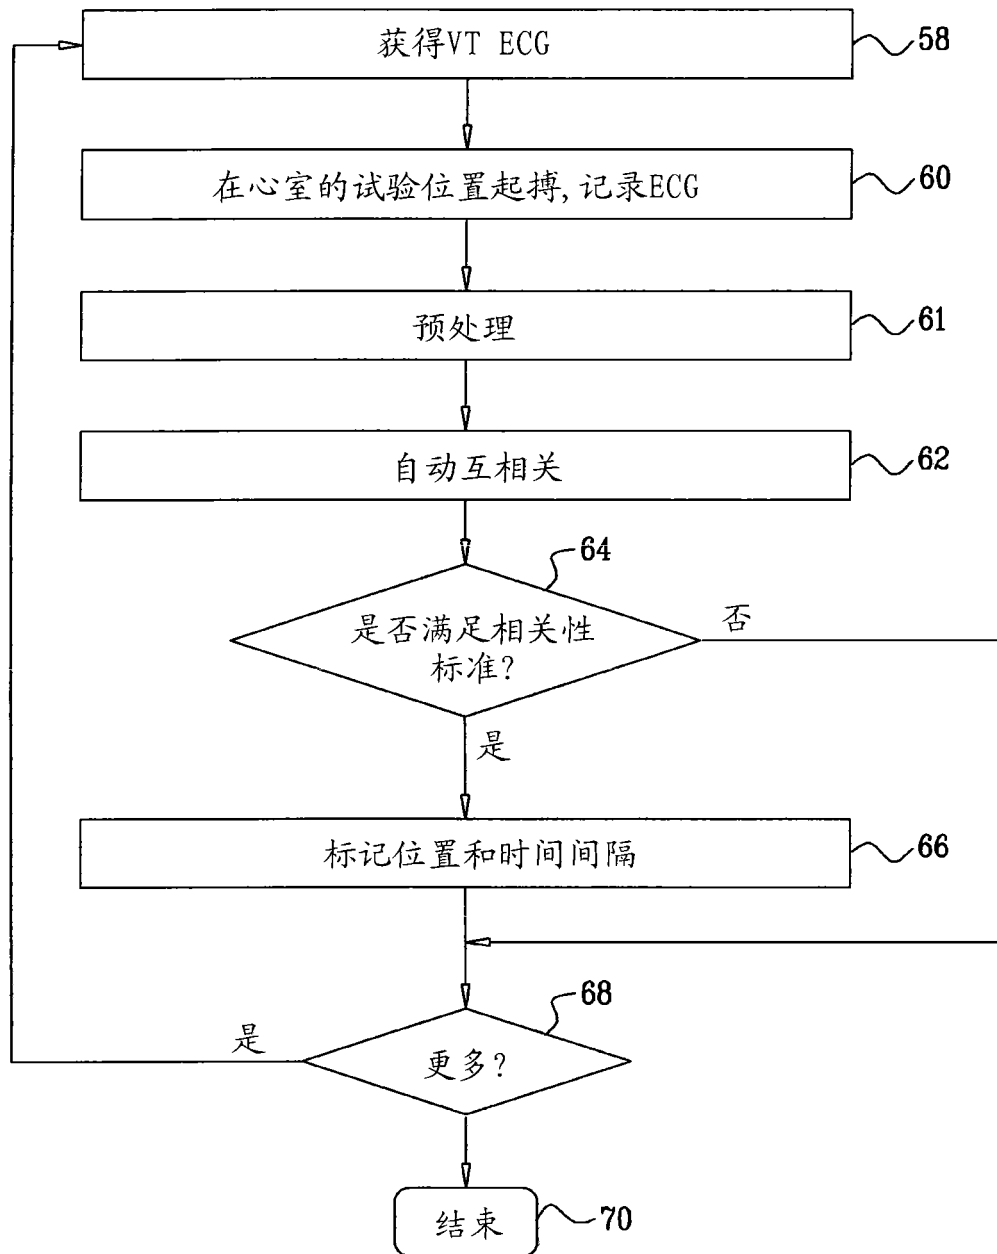 获得VT ECG
58
在心室的试验位置起搏,记录ECG
60
预处理
61
自动互相关
62
64
是否满足相关性
标准?
否
是
标记位置和时间间隔
66
68
是
更多?
结束
70